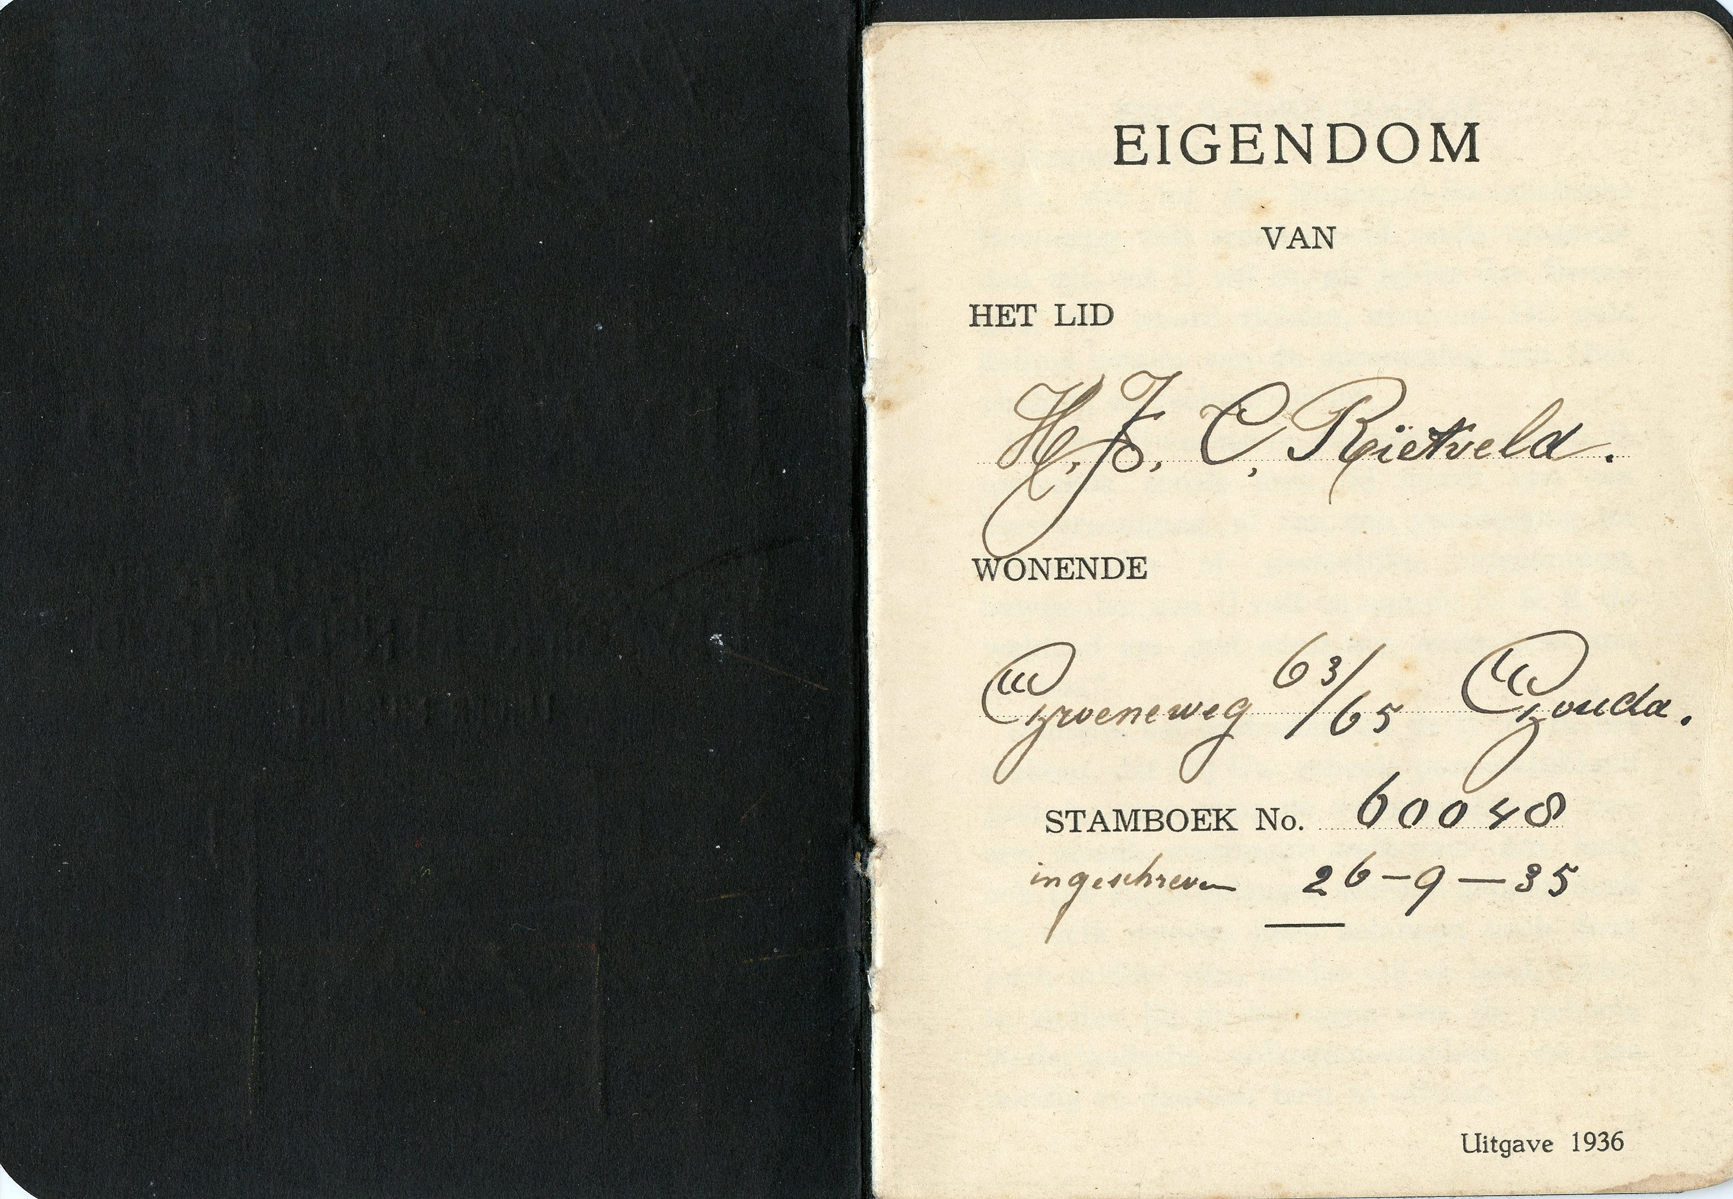 EIGENDOM
VAN
HET LID
H. J. C. Rietveld.
WONENDE
Groeneweg 63/65 Gouda.
STAMBOEK No. 60048
ingeschreven 26-9-35
Uitgave 1936